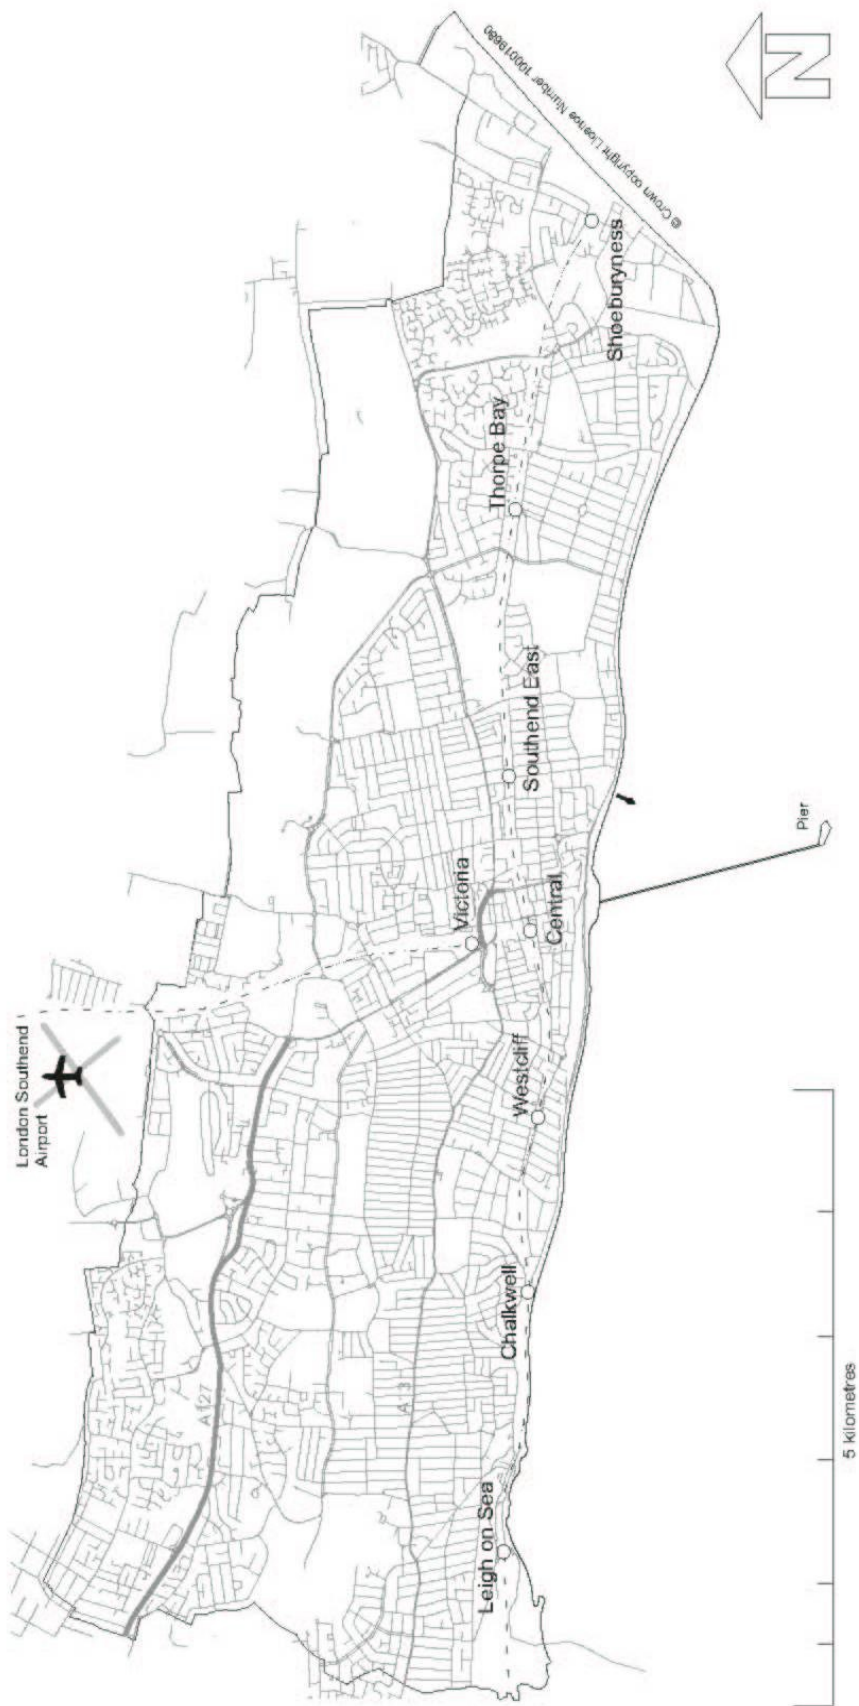 London Southend
Airport
A127
A13
Leigh on Sea
Chalkwell
Westcliff
Victoria
Central
Southend East
Thorpe Bay
Shoeburyness
Pier
© Crown copyright Licence Number 100019680
N
5 kilometres